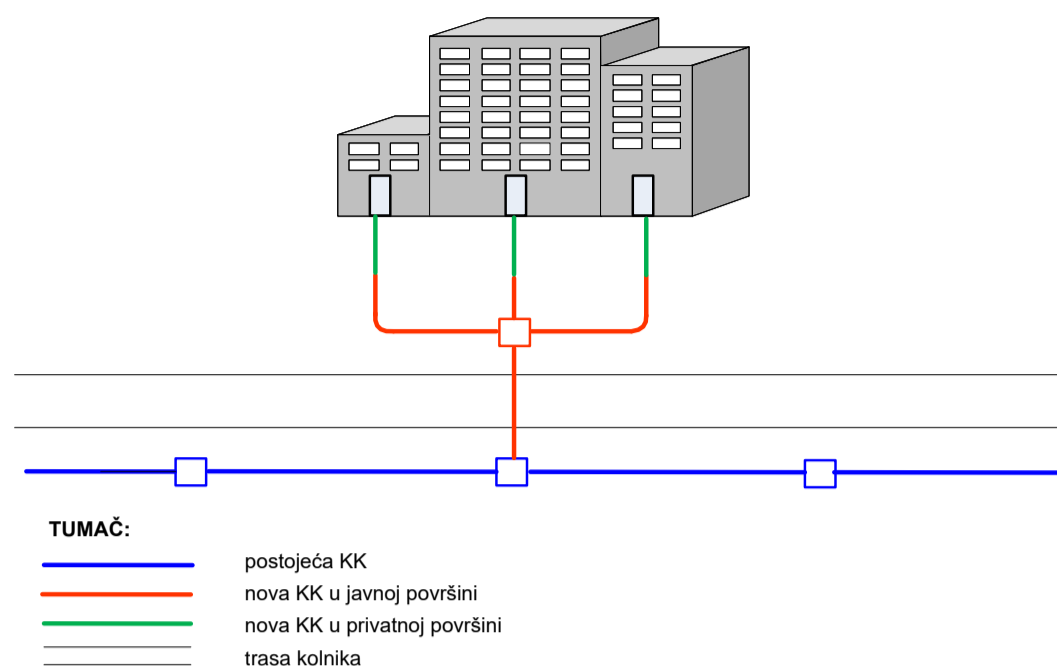 TUMAČ:
postojeća KK
nova KK u javnoj površini
nova KK u privatnoj površini
trasa kolnika